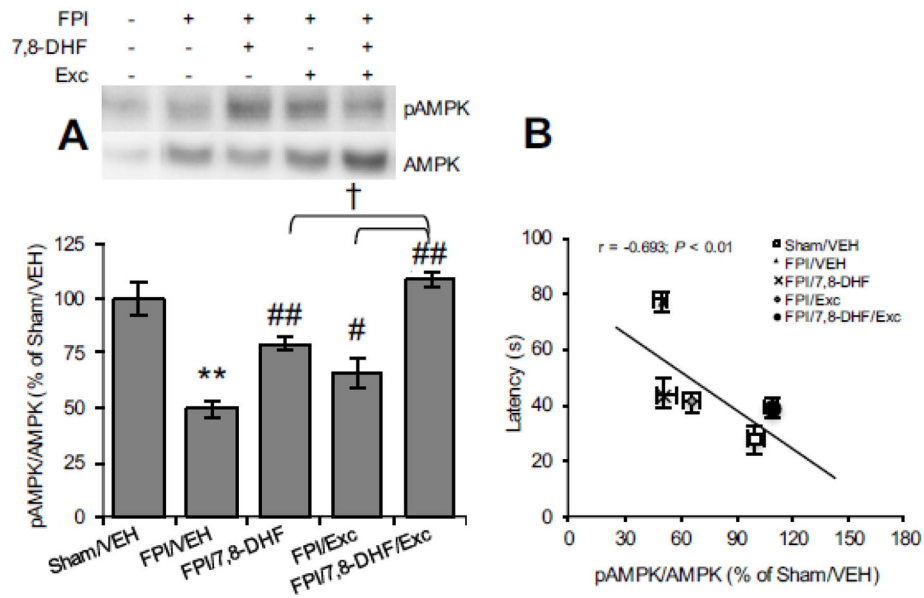 FPI - + + + +
7,8-DHF - - + - +
Exc - - - + +
pAMPK
A
AMPK
†
pAMPK/AMPK (% of Sham/VEH)
125
100
75
50
25
0
**
##
#
##
Sham/VEH
FPI/VEH
FPI/7,8-DHF
FPI/Exc
FPI/7,8-DHF/Exc
B
r = -0.693; P < 0.01
Sham/VEH
FPI/VEH
FPI/7,8-DHF
FPI/Exc
FPI/7,8-DHF/Exc
Latency (s)
100
80
60
40
20
0
0 30 60 90 120 150 180
pAMPK/AMPK (% of Sham/VEH)